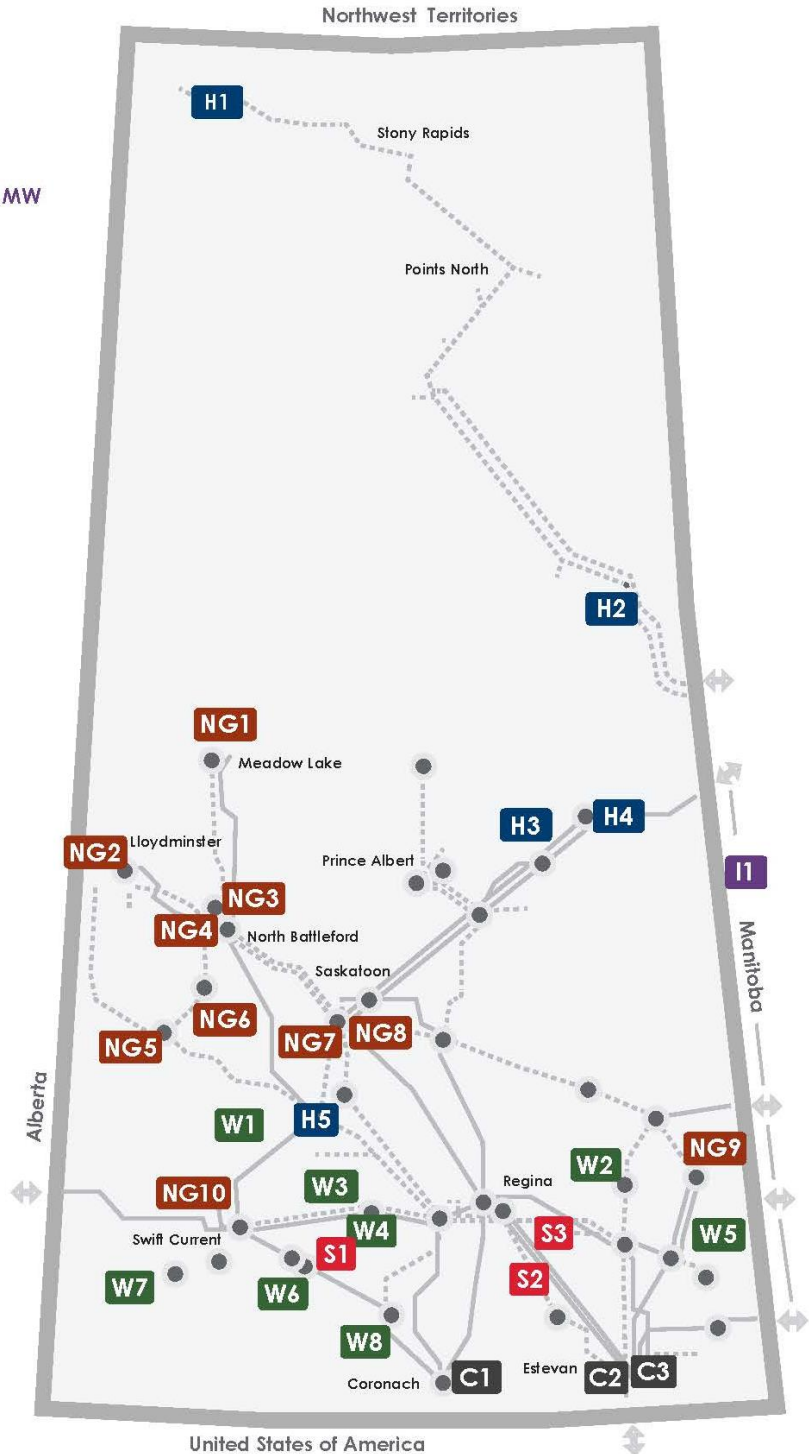 Northwest Territories
H1
Stony Rapids
MW
Points North
H2
NG1
Meadow Lake
H3
H4
NG2
Lloydminster
Prince Albert
I1
NG3
NG4
North Battleford
Manitoba
Saskatoon
NG6
NG7
NG8
NG5
Alberta
W1
H5
NG9
W2
Regina
NG10
W3
W4
W5
Swift Current
S1
S3
S2
W7
W6
W8
Coronach
C1
Estevan
C2
C3
United States of America